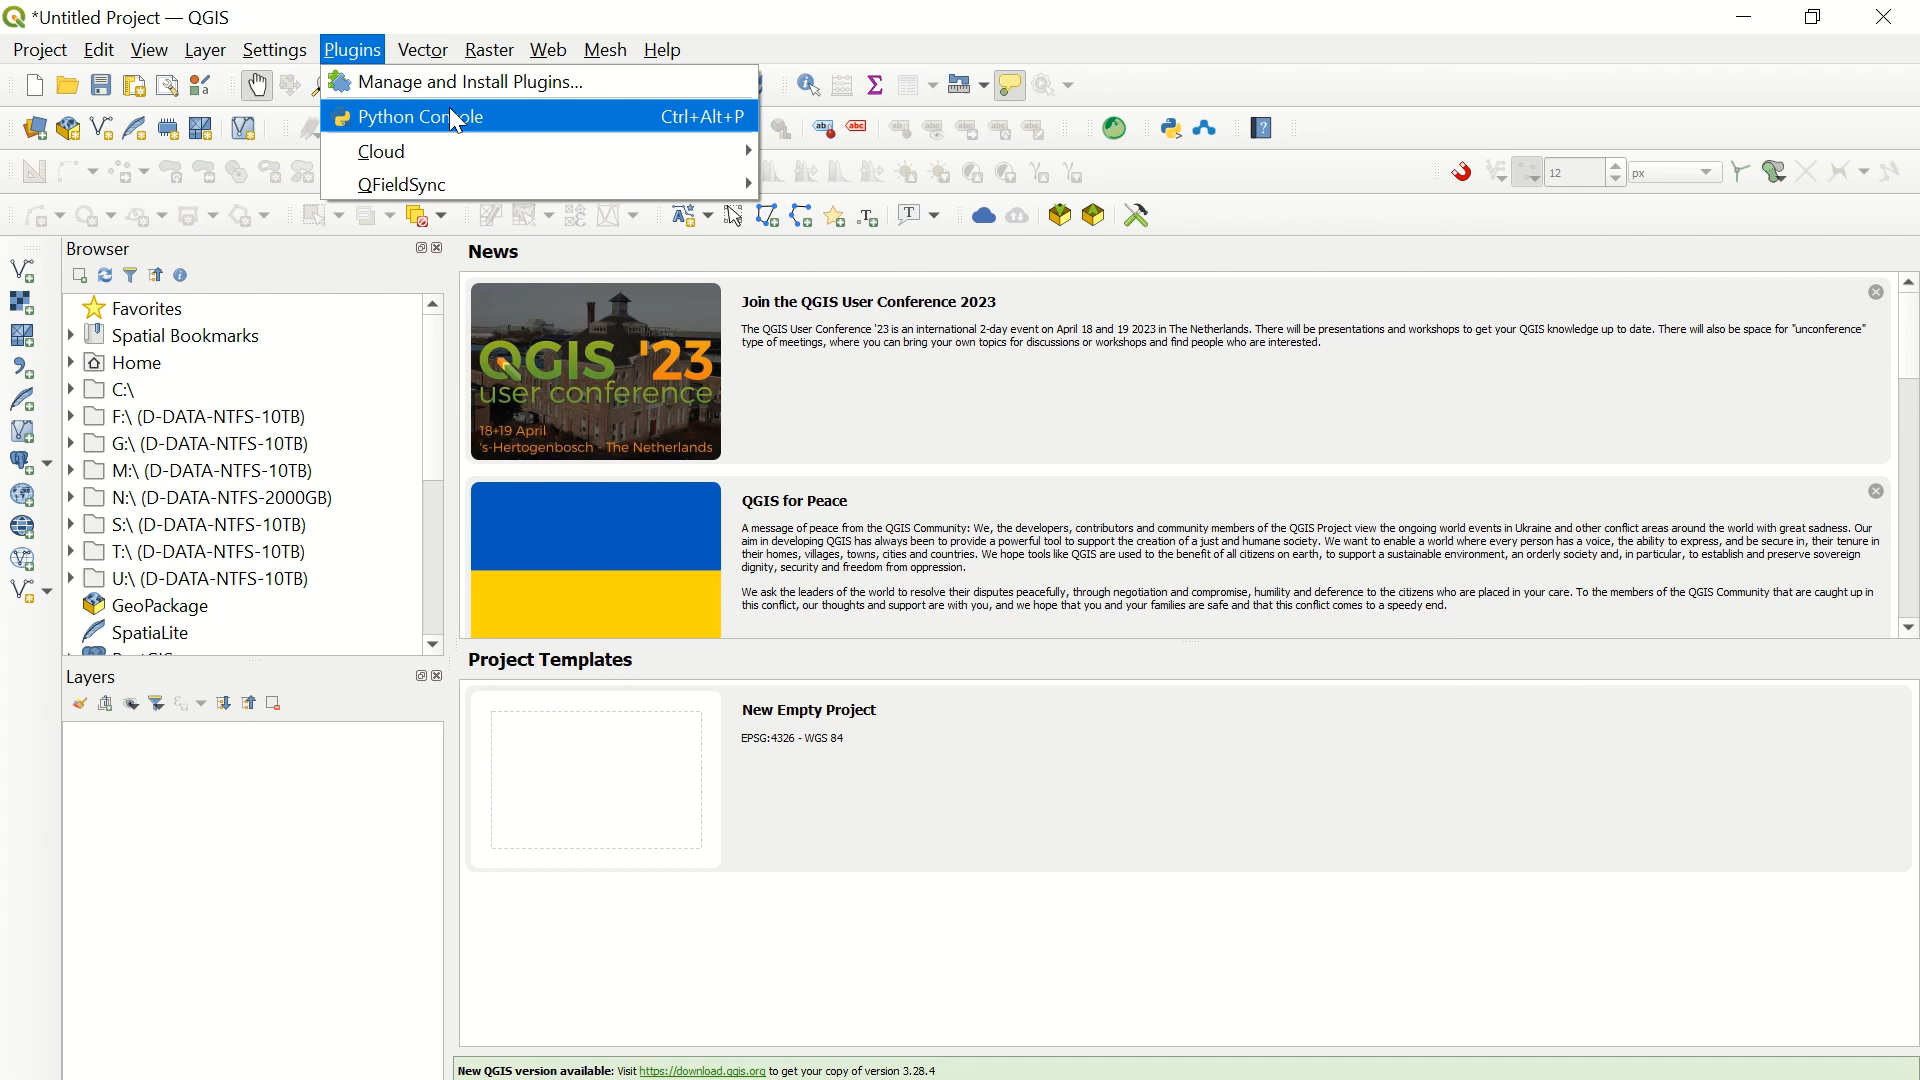 *Untitled Project — QGIS
Project Edit View Layer Settings Plugins Vector Raster Web Mesh Help
Manage and Install Plugins...
Python Console Ctrl+Alt+P
Cloud
QFieldSync
12
px
Browser
Favorites
Spatial Bookmarks
Home
C:\
F:\ (D-DATA-NTFS-10TB)
G:\ (D-DATA-NTFS-10TB)
M:\ (D-DATA-NTFS-10TB)
N:\ (D-DATA-NTFS-2000GB)
S:\ (D-DATA-NTFS-10TB)
T:\ (D-DATA-NTFS-10TB)
U:\ (D-DATA-NTFS-10TB)
GeoPackage
SpatiaLite
Layers
News
QGIS '23
user conference
18+19 April
's-Hertogenbosch - The Netherlands
Join the QGIS User Conference 2023
The QGIS User Conference '23 is an international 2-day event on April 18 and 19 2023 in The Netherlands. There will be presentations and workshops to get your QGIS knowledge up to date. There will also be space for "unconference"
type of meetings, where you can bring your own topics for discussions or workshops and find people who are interested.
QGIS for Peace
A message of peace from the QGIS Community: We, the developers, contributors and community members of the QGIS Project view the ongoing world events in Ukraine and other conflict areas around the world with great sadness. Our
aim in developing QGIS has always been to provide a powerful tool to support the creation of a just and humane society. We want to enable a world where every person has a voice, the ability to express, and be secure in, their tenure in
their homes, villages, towns, cities and countries. We hope tools like QGIS are used to the benefit of all citizens on earth, to support a sustainable environment, an orderly society and, in particular, to establish and preserve sovereign
dignity, security and freedom from oppression.
We ask the leaders of the world to resolve their disputes peacefully, through negotiation and compromise, humility and deference to the citizens who are placed in your care. To the members of the QGIS Community that are caught up in
this conflict, our thoughts and support are with you, and we hope that you and your families are safe and that this conflict comes to a speedy end.
Project Templates
New Empty Project
EPSG:4326 - WGS 84
New QGIS version available: Visit https://download.qgis.org to get your copy of version 3.28.4